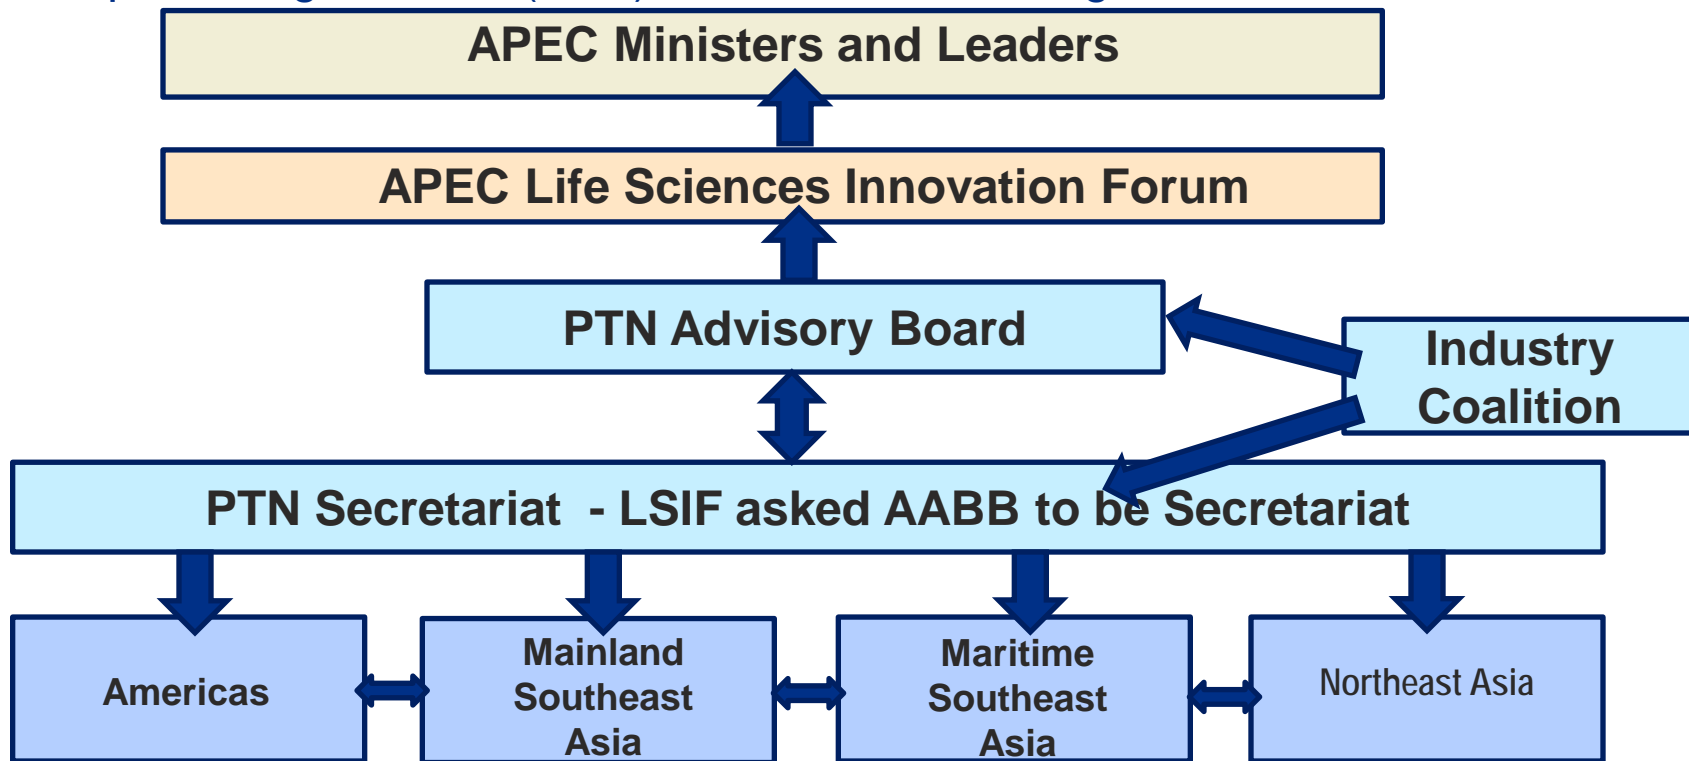 APEC Ministers and Leaders
APEC Life Sciences Innovation Forum
PTN Advisory Board
Industry
Coalition
PTN Secretariat - LSIF asked AABB to be Secretariat
Americas
Mainland
Southeast
Asia
Maritime
Southeast
Asia
Northeast Asia